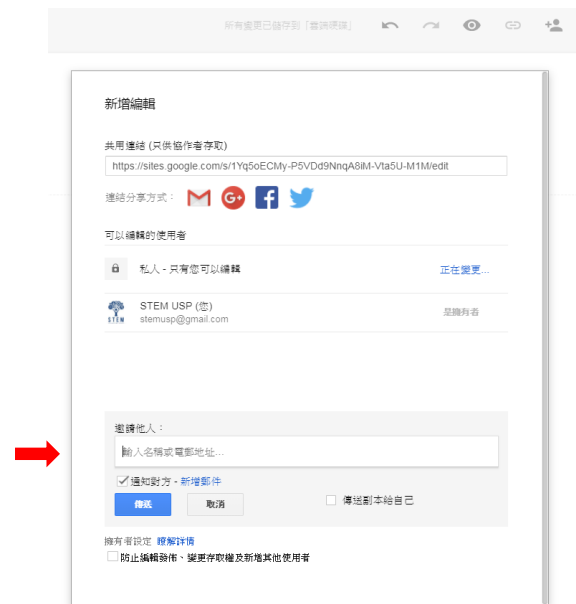 所有變更已儲存到「雲端硬碟」
新增編輯
共用連結 (只供協作者存取)
https://sites.google.com/s/1Yq5oECMy-P5VDd9NnqA8iM-Vta5U-M1M/edit
連結分享方式：
G+
可以編輯的使用者
私人 - 只有您可以編輯 正在變更...
STEM USP (您) 是擁有者
stemusp@gmail.com
STEM
邀請他人：
輸入名稱或電郵地址...
通知對方 - 新增郵件
傳送 取消 傳送副本給自己
擁有者設定 瞭解詳情
防止編輯發佈、變更存取權及新增其他使用者